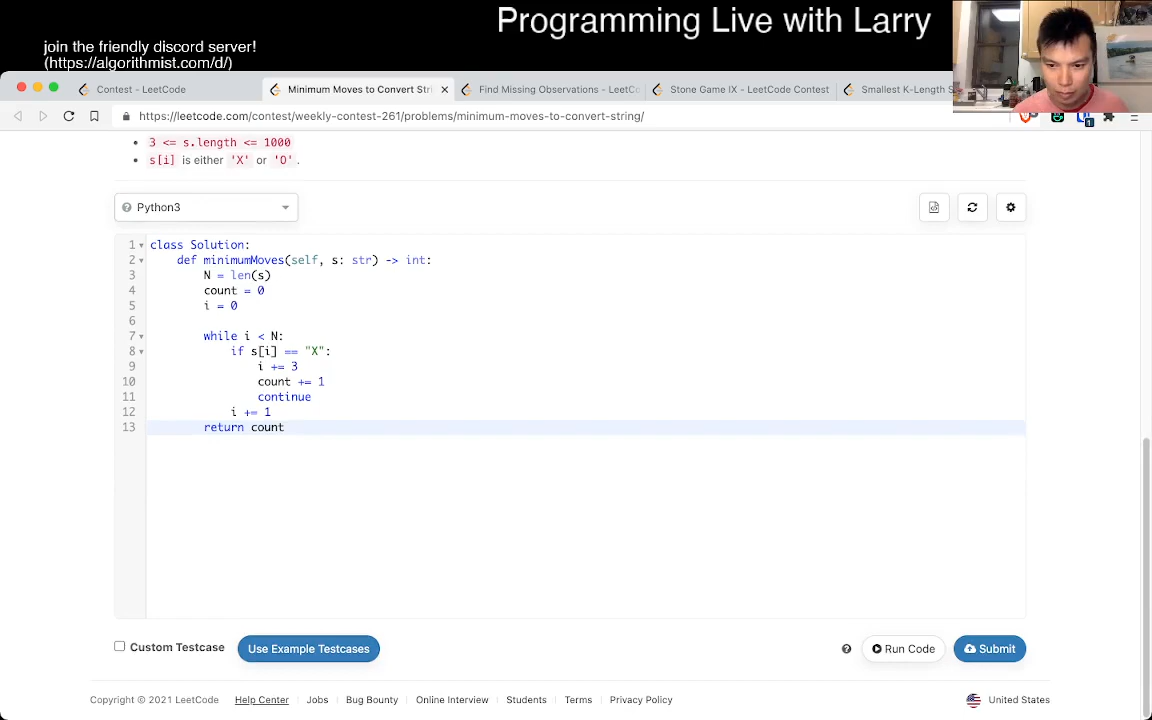 Programming Live with Larry
join the friendly discord server!
(https://algorithmist.com/d/)
Contest - LeetCode
Minimum Moves to Convert Stri
Find Missing Observations - LeetCo
Stone Game IX - LeetCode Contest
Smallest K-Length S
https://leetcode.com/contest/weekly-contest-261/problems/minimum-moves-to-convert-string/
3 <= s.length <= 1000
s[i] is either 'X' or 'O'.
Python3
1 class Solution:
2 def minimumMoves(self, s: str) -> int:
3 N = len(s)
4 count = 0
5 i = 0
6
7 while i < N:
8 if s[i] == "X":
9 i += 3
10 count += 1
11 continue
12 i += 1
13 return count
Custom Testcase Use Example Testcases Run Code Submit
Copyright © 2021 LeetCode Help Center Jobs Bug Bounty Online Interview Students Terms Privacy Policy United States